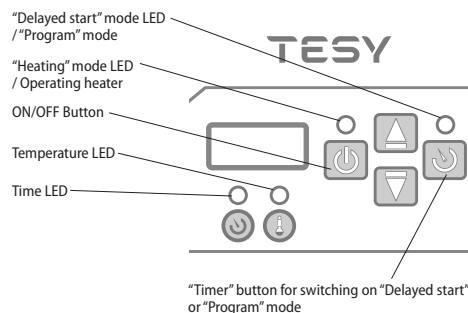 “Delayed start” mode LED
/ “Program” mode
TESY
“Heating” mode LED
/ Operating heater
ON/OFF Button
Temperature LED
Time LED
“Timer” button for switching on “Delayed start”
or “Program” mode